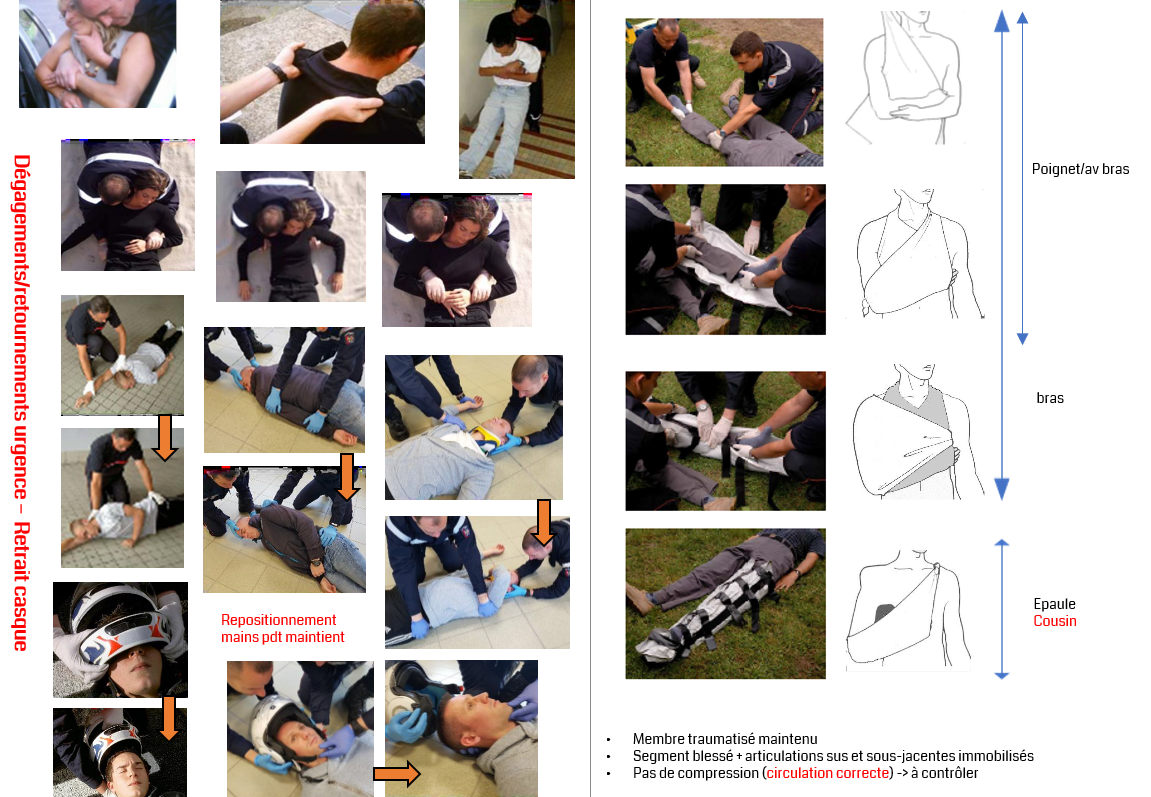 Dégagements/retournements urgence – Retrait casque
Repositionnement
mains pdt maintient
Poignet/av bras
bras
Epaule
Cousin
• Membre traumatisé maintenu
• Segment blessé + articulations sus et sous-jacentes immobilisés
• Pas de compression (circulation correcte) -> à contrôler